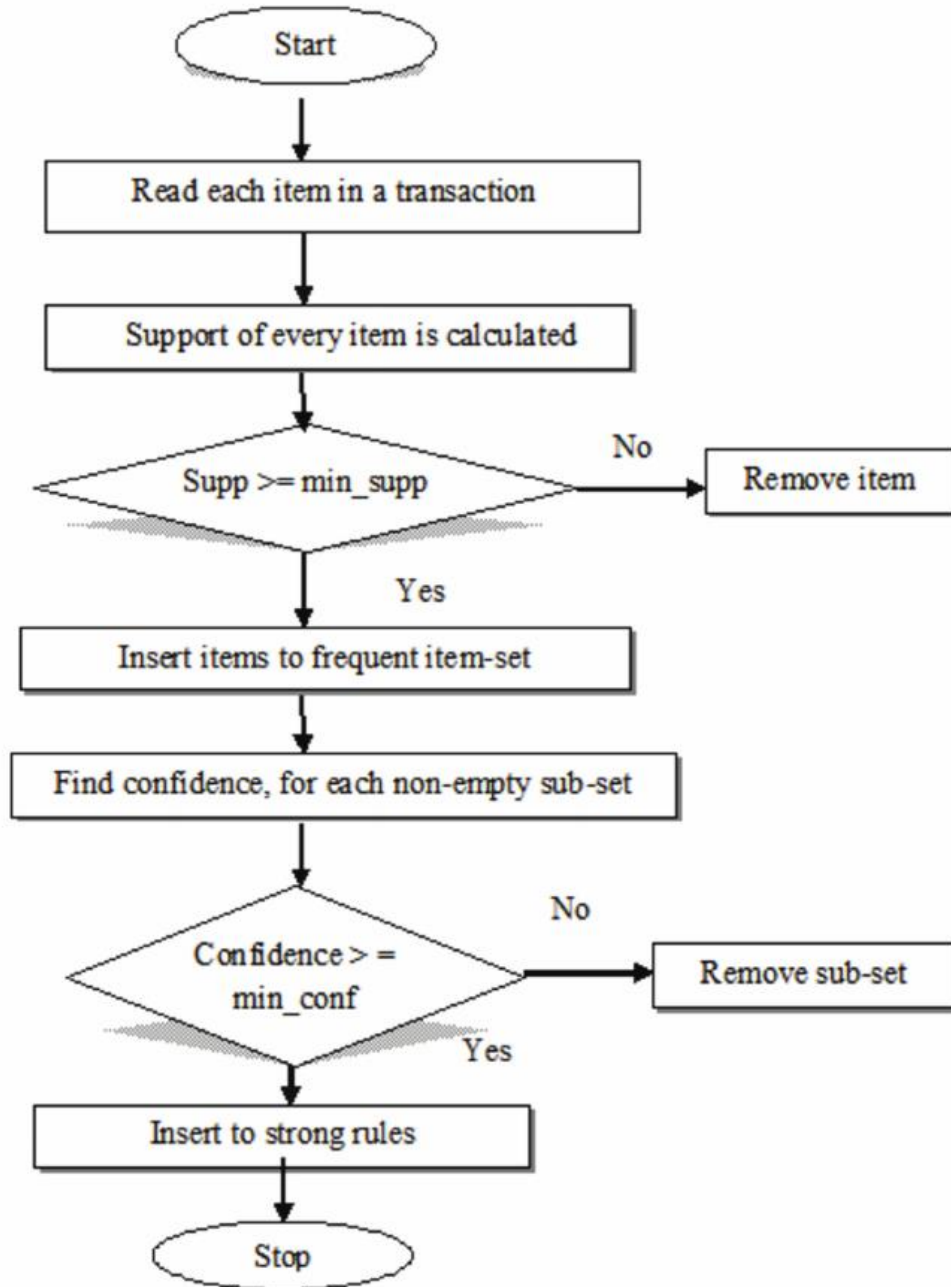 Start
Read each item in a transaction
Support of every item is calculated
Supp >= min_supp
No
Remove item
Yes
Insert items to frequent item-set
Find confidence, for each non-empty sub-set
Confidence > =
min_conf
No
Remove sub-set
Yes
Insert to strong rules
Stop